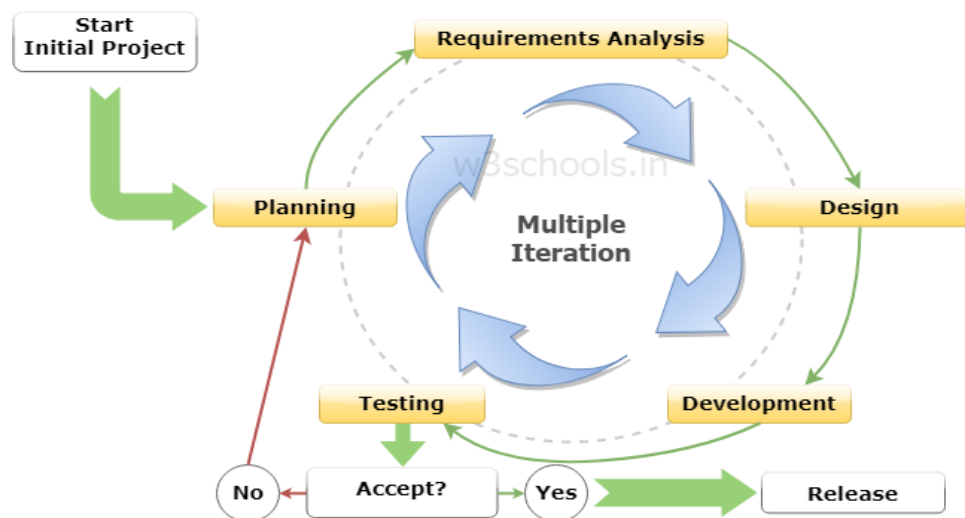 Start
Initial Project
Requirements Analysis
w3schools.in
Planning
Multiple
Iteration
Design
Testing
Development
No
Accept?
Yes
Release